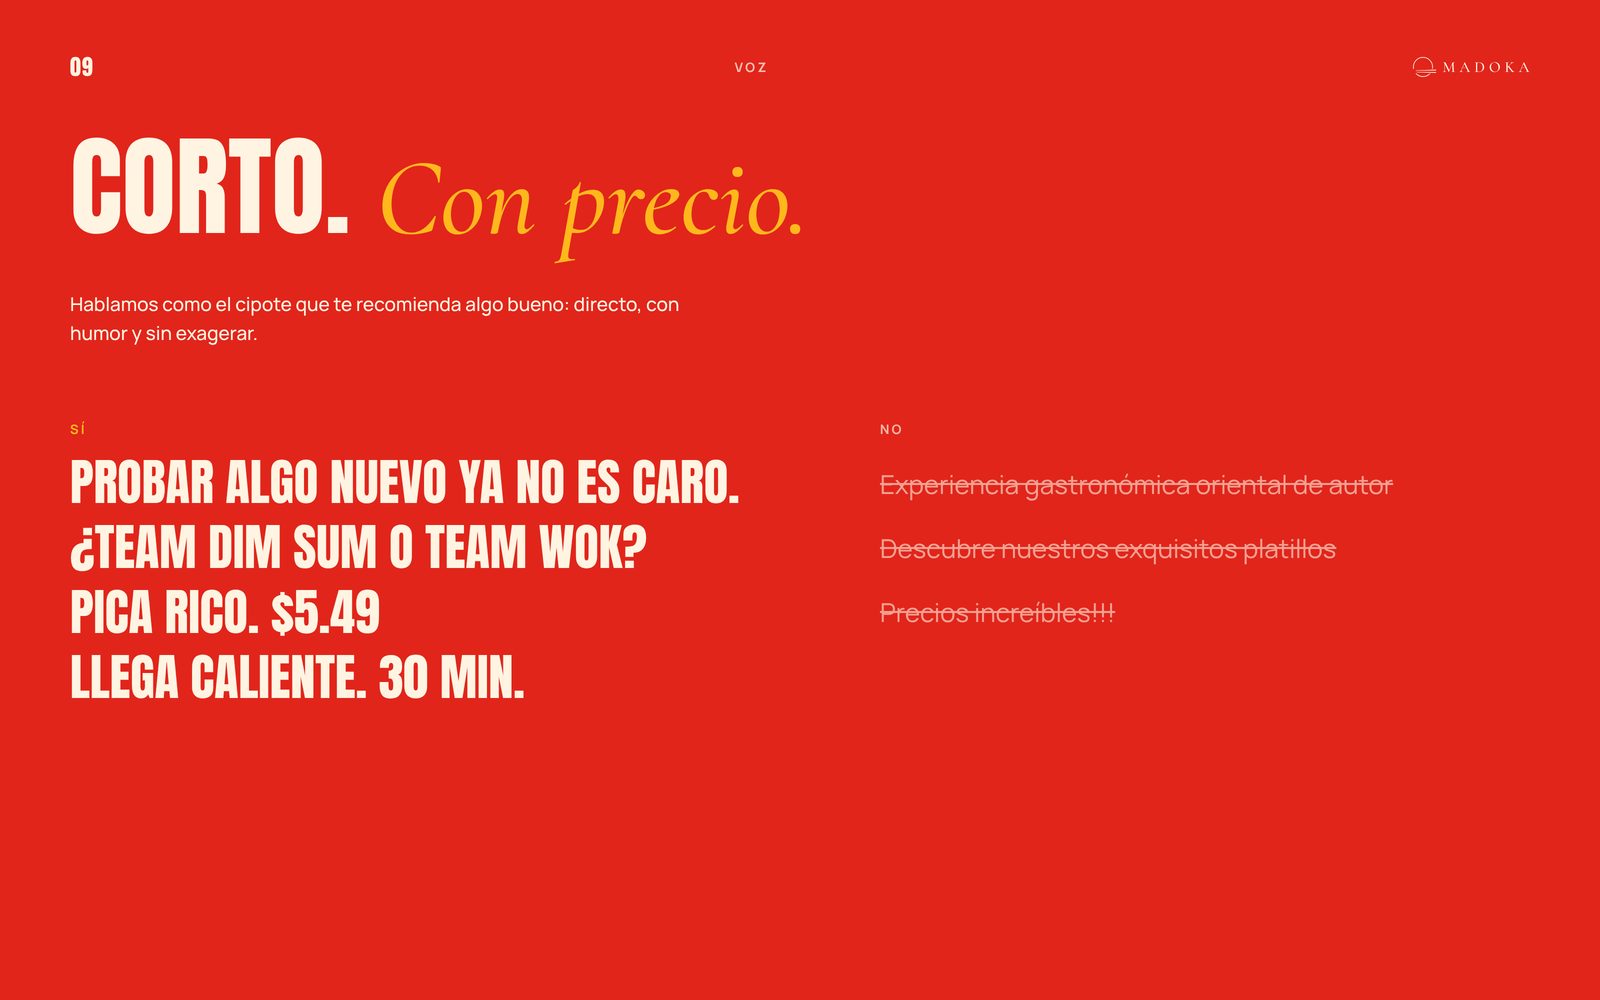 09
VOZ
MADOKA
CORTO. Con precio.
Hablamos como el cipote que te recomienda algo bueno: directo, con
humor y sin exagerar.
SÍ
PROBAR ALGO NUEVO YA NO ES CARO.
¿TEAM DIM SUM O TEAM WOK?
PICA RICO. $5.49
LLEGA CALIENTE. 30 MIN.
NO
Experiencia gastronómica oriental de autor
Descubre nuestros exquisitos platillos
Precios increíbles!!!